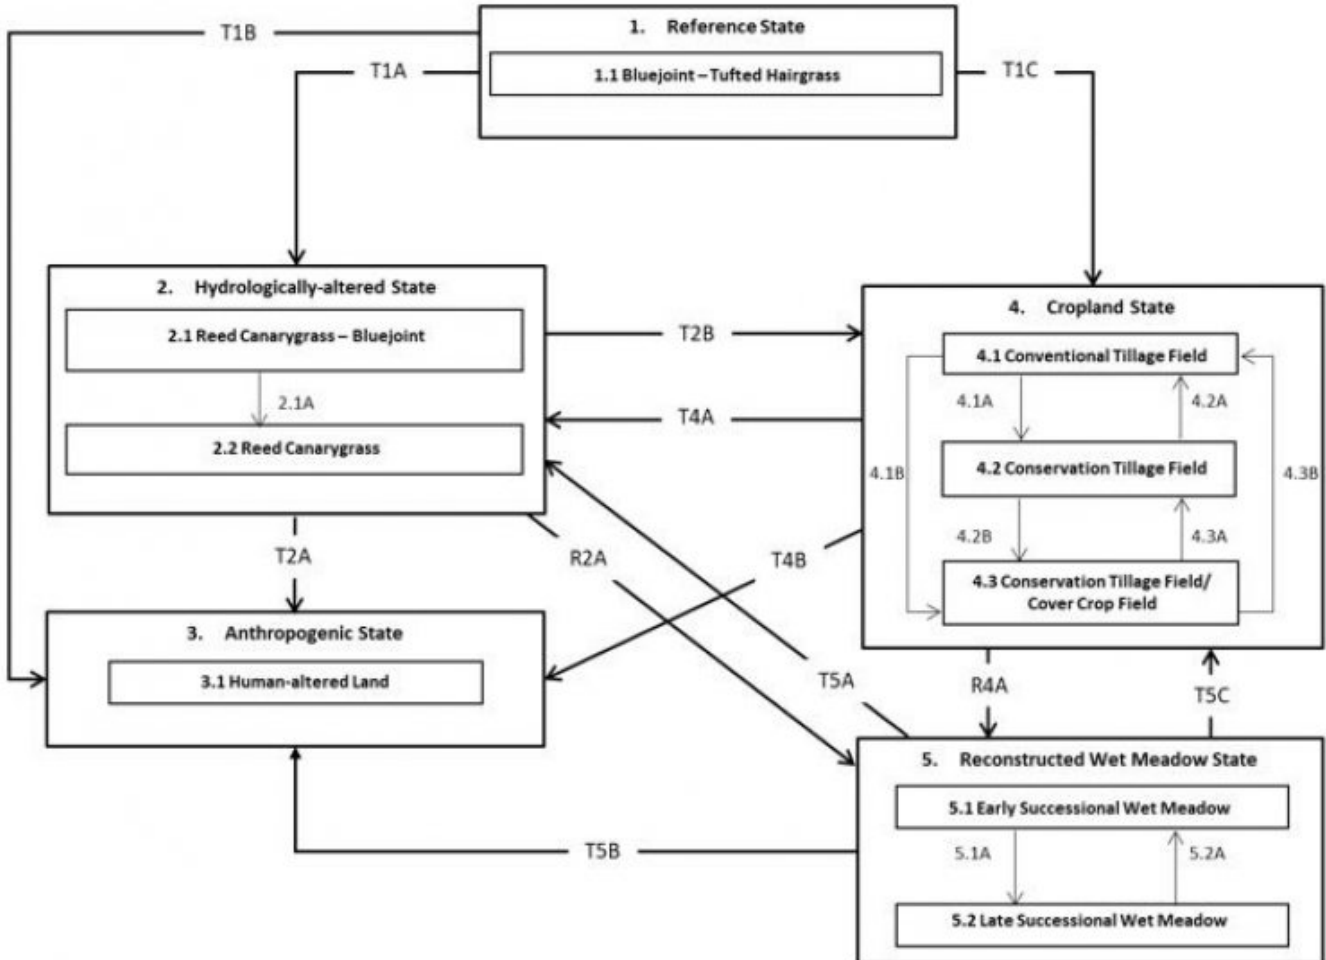 1. Reference State
T1B
T1A
1.1 Bluejoint – Tufted Hairgrass
T1C
2. Hydrologically-altered State
2.1 Reed Canarygrass – Bluejoint
2.1A
2.2 Reed Canarygrass
T2B
T4A
4. Cropland State
4.1 Conventional Tillage Field
4.1A
4.2A
4.2 Conservation Tillage Field
4.1B
4.3B
4.2B
4.3A
4.3 Conservation Tillage Field/
Cover Crop Field
T2A
R2A
T4B
3. Anthropogenic State
3.1 Human-altered Land
T5A
R4A
T5C
5. Reconstructed Wet Meadow State
5.1 Early Successional Wet Meadow
T5B
5.1A
5.2A
5.2 Late Successional Wet Meadow